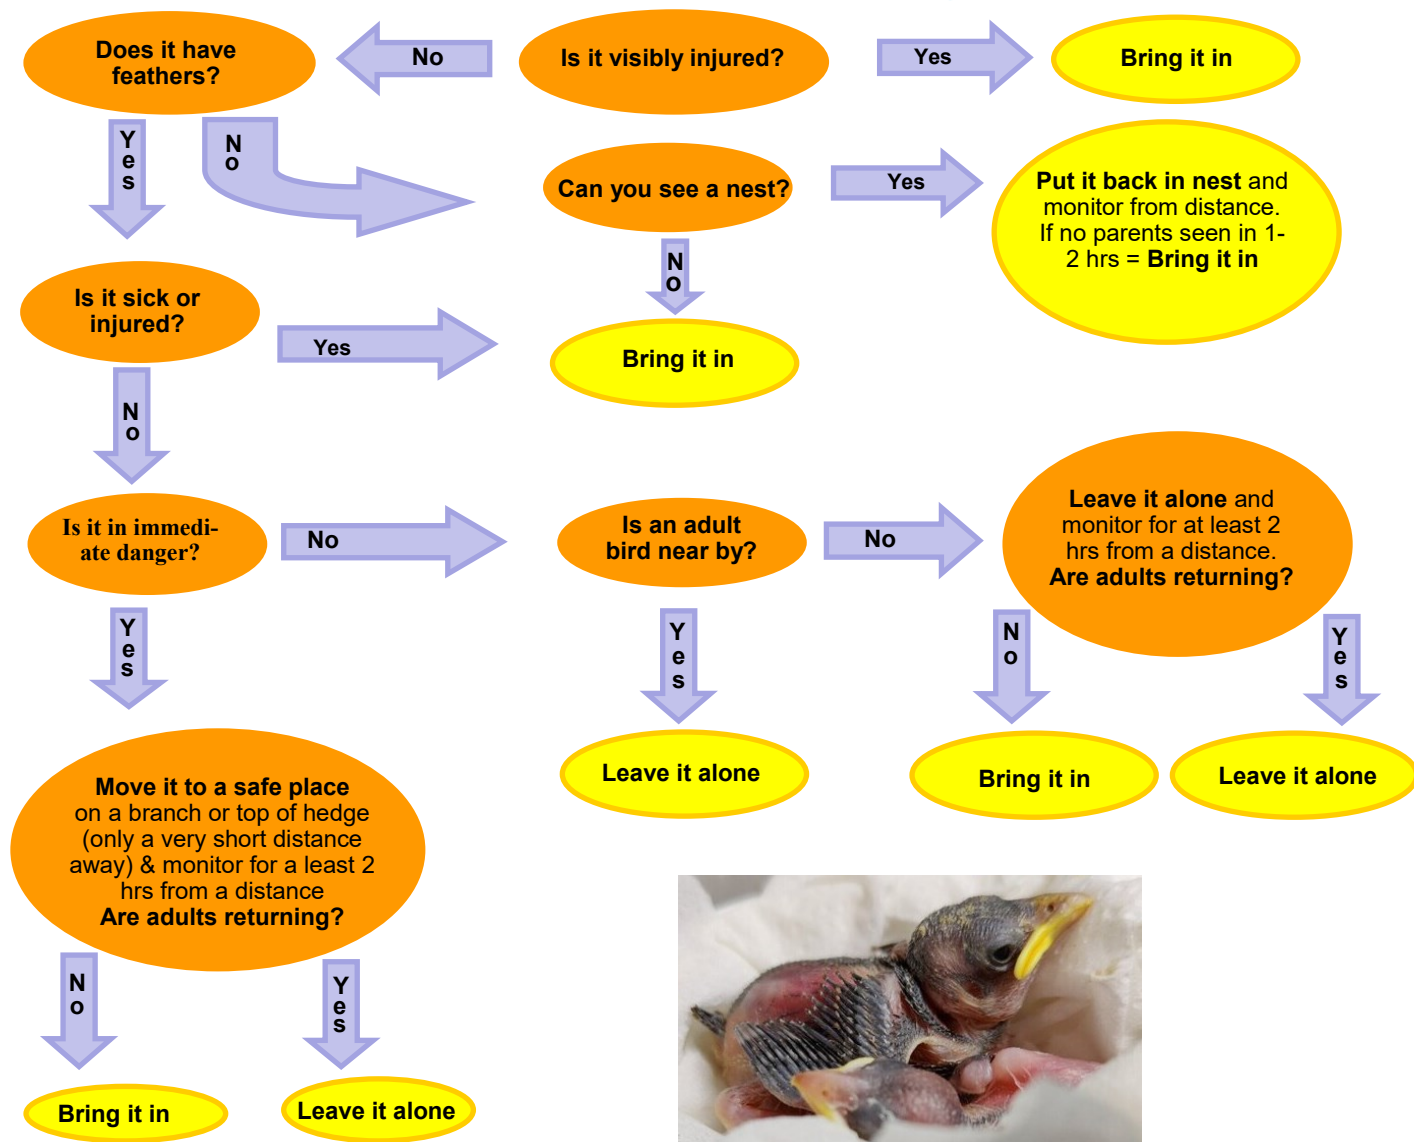 Does it have
feathers?
No
Is it visibly injured?
Yes
Bring it in
Yes
No
Can you see a nest?
Yes
Put it back in nest and
monitor from distance.
If no parents seen in 1-
2 hrs = Bring it in
No
Is it sick or
injured?
Yes
Bring it in
No
Is it in immedi-
ate danger?
No
Is an adult
bird near by?
No
Leave it alone and
monitor for at least 2
hrs from a distance.
Are adults returning?
Yes
Yes
No
Yes
Leave it alone
Bring it in
Leave it alone
Move it to a safe place
on a branch or top of hedge
(only a very short distance
away) & monitor for a least 2
hrs from a distance
Are adults returning?
No
Yes
Bring it in
Leave it alone